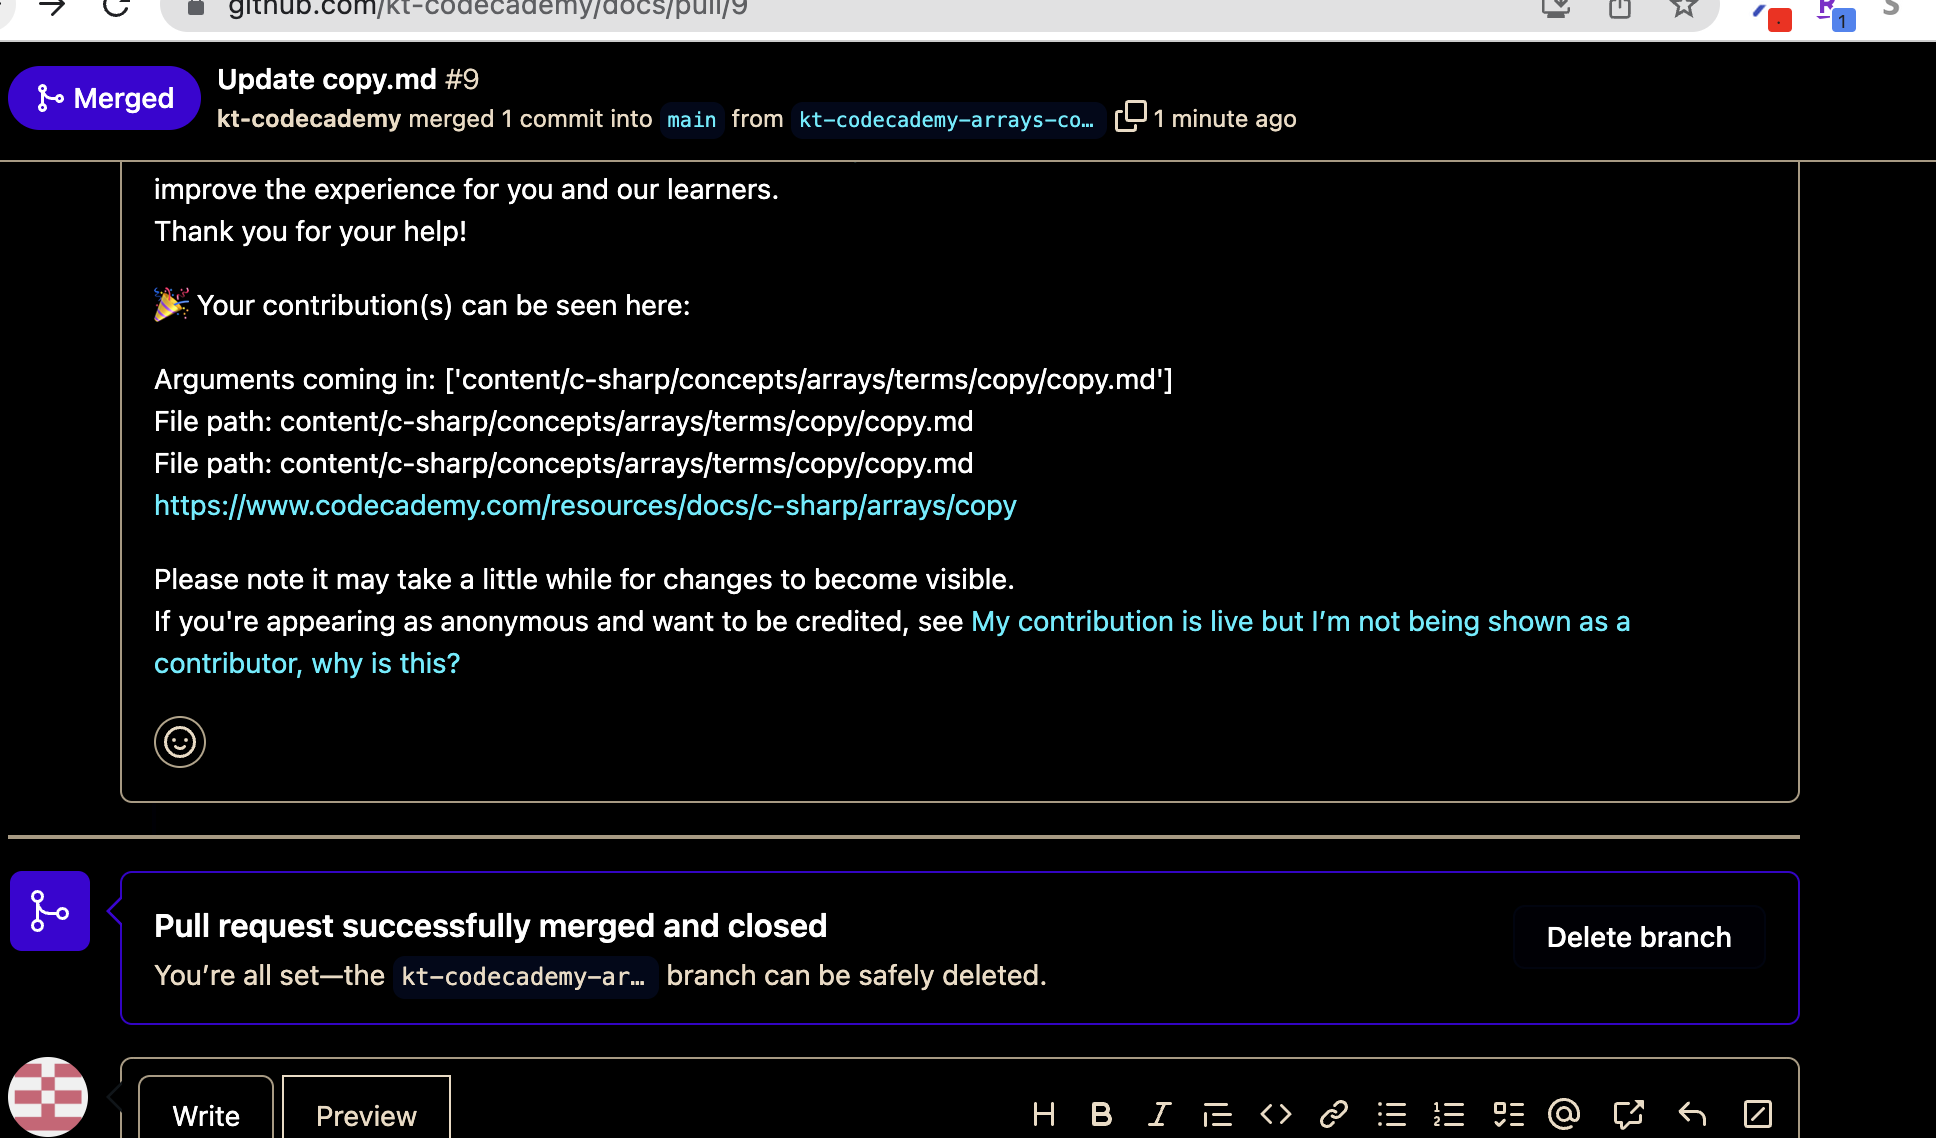 github.com/kt-codecademy/docs/pull/9
1
Merged
Update copy.md #9
kt-codecademy merged 1 commit into main from kt-codecademy-arrays-co… 1 minute ago
improve the experience for you and our learners.
Thank you for your help!
🎉 Your contribution(s) can be seen here:
Arguments coming in: ['content/c-sharp/concepts/arrays/terms/copy/copy.md']
File path: content/c-sharp/concepts/arrays/terms/copy/copy.md
File path: content/c-sharp/concepts/arrays/terms/copy/copy.md
https://www.codecademy.com/resources/docs/c-sharp/arrays/copy
Please note it may take a little while for changes to become visible.
If you're appearing as anonymous and want to be credited, see My contribution is live but I’m not being shown as a
contributor, why is this?
Pull request successfully merged and closed
You’re all set—the kt-codecademy-ar… branch can be safely deleted.
Delete branch
Write
Preview